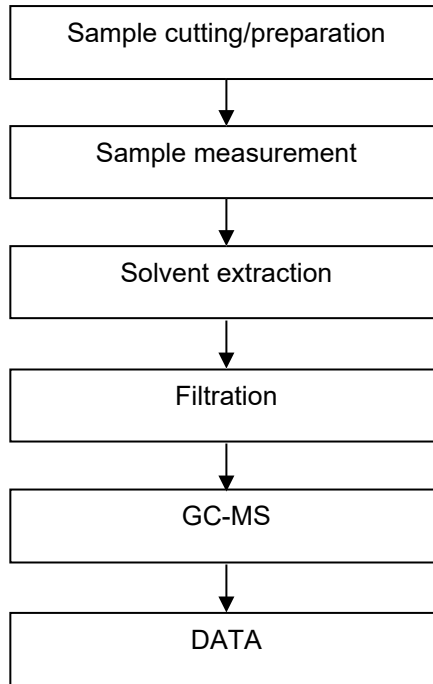 Sample cutting/preparation
Sample measurement
Solvent extraction
Filtration
GC-MS
DATA